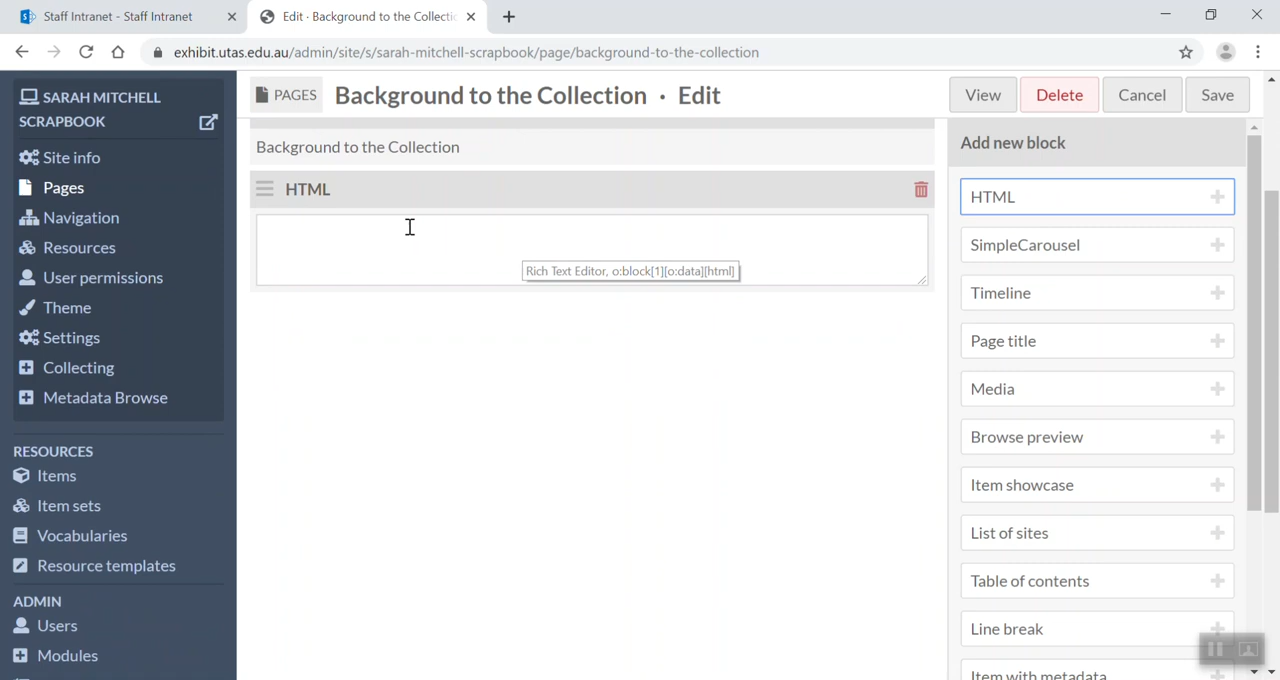 Staff Intranet - Staff Intranet
Edit · Background to the Collectic
exhibit.utas.edu.au/admin/site/s/sarah-mitchell-scrapbook/page/background-to-the-collection
SARAH MITCHELL
SCRAPBOOK
Site info
Pages
Navigation
Resources
User permissions
Theme
Settings
Collecting
Metadata Browse
RESOURCES
Items
Item sets
Vocabularies
Resource templates
ADMIN
Users
Modules
PAGES
Background to the Collection · Edit
View
Delete
Cancel
Save
Background to the Collection
HTML
Rich Text Editor, o:block[1][o:data][html]
Add new block
HTML
SimpleCarousel
Timeline
Page title
Media
Browse preview
Item showcase
List of sites
Table of contents
Line break
Item with metadata